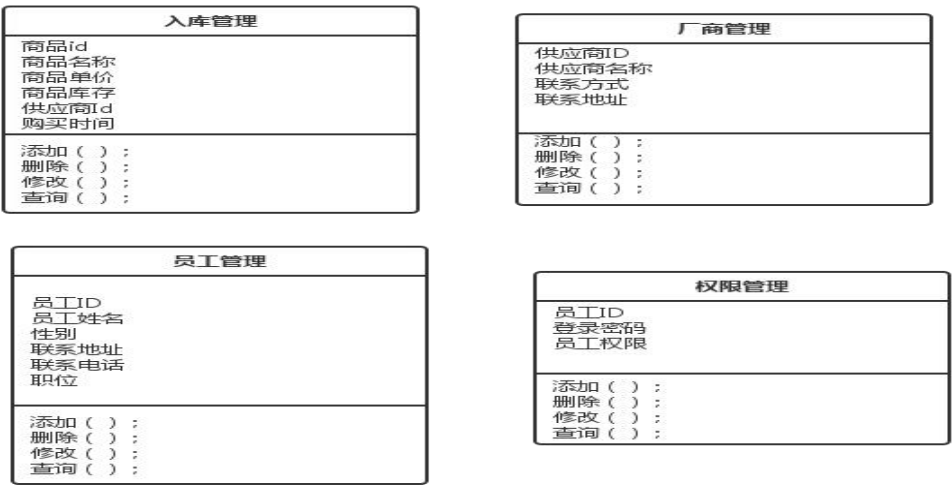 入库管理
商品id
商品名称
商品单价
商品库存
供应商Id
购买时间
添加（ ）；
删除（ ）；
修改（ ）；
查询（ ）；
厂商管理
供应商ID
供应商名称
联系方式
联系地址
添加（ ）；
删除（ ）；
修改（ ）；
查询（ ）；
员工管理
员工ID
员工姓名
性别
联系地址
联系电话
职位
添加（ ）；
删除（ ）；
修改（ ）；
查询（ ）；
权限管理
员工ID
登录密码
员工权限
添加（ ）；
删除（ ）；
修改（ ）；
查询（ ）；